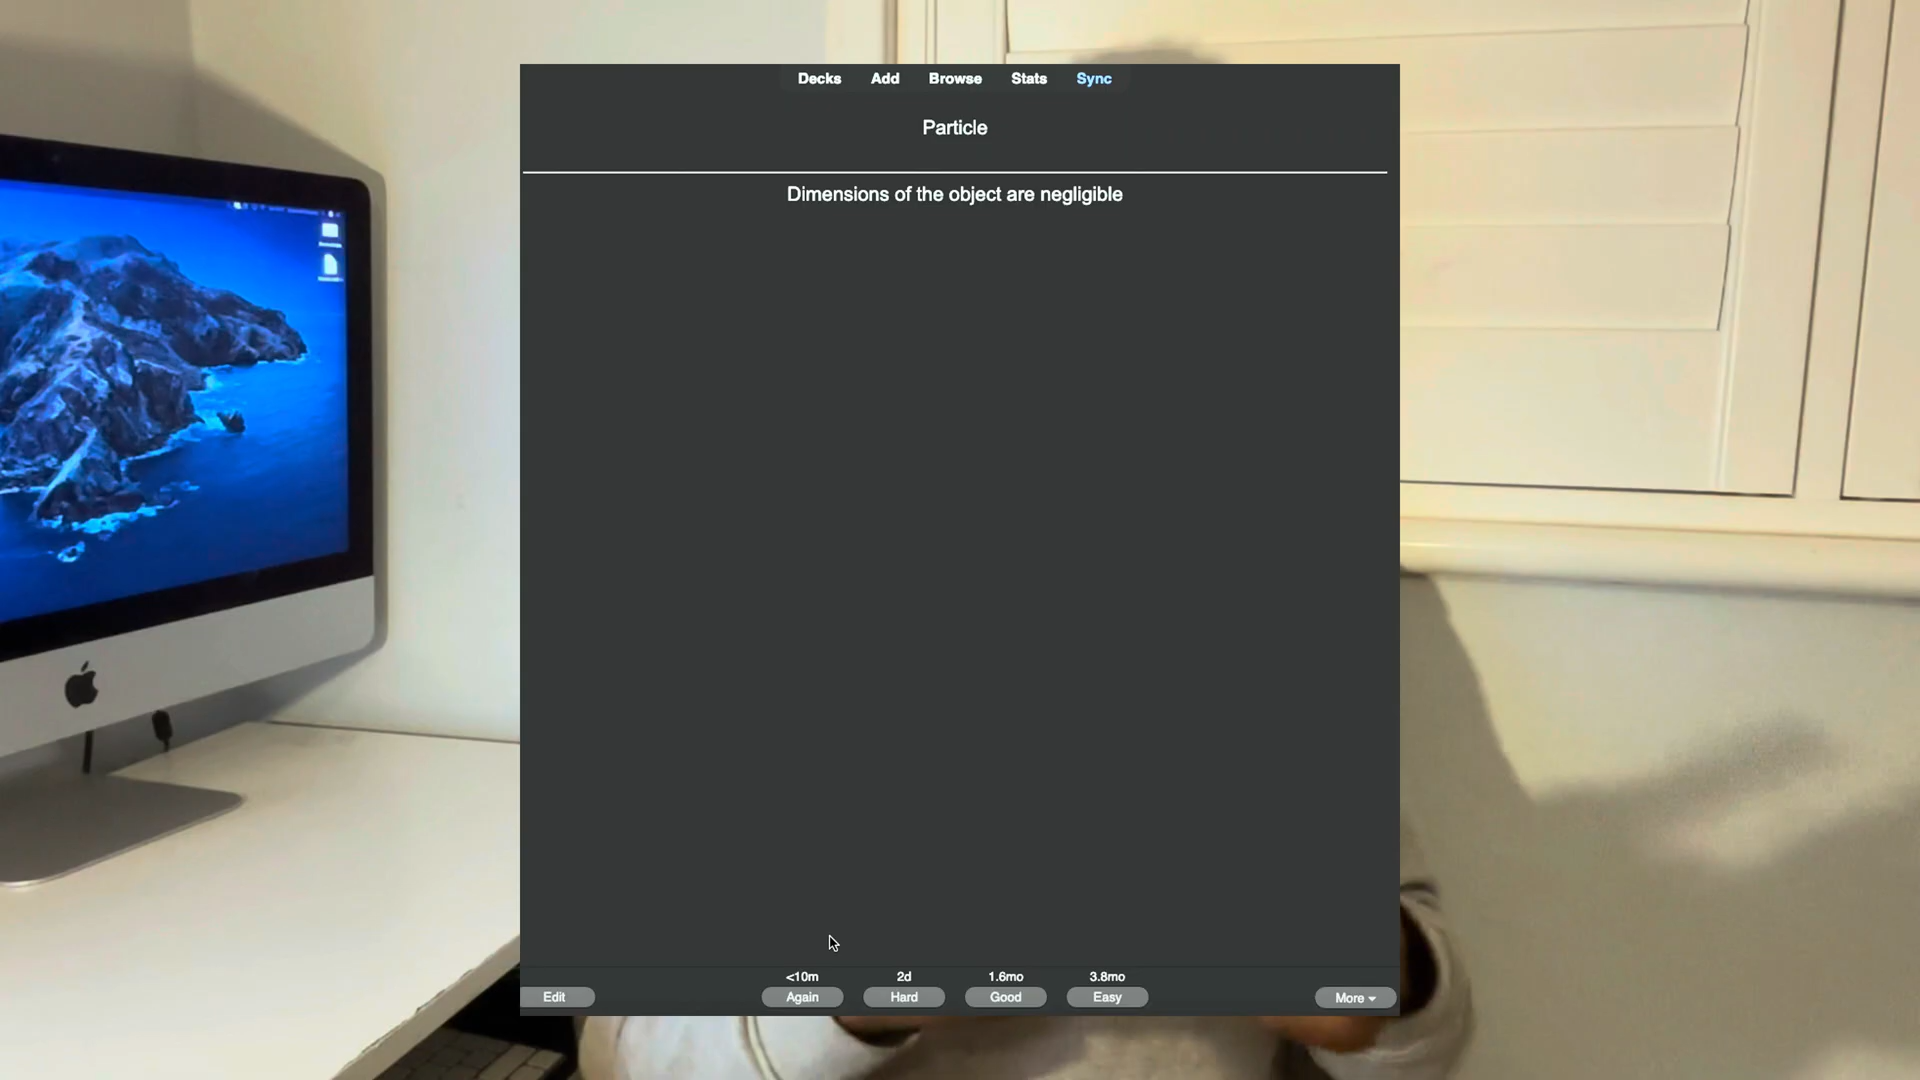 Decks Add Browse Stats Sync
Particle
Dimensions of the object are negligible
<10m 2d 1.6mo 3.8mo
Edit Again Hard Good Easy More